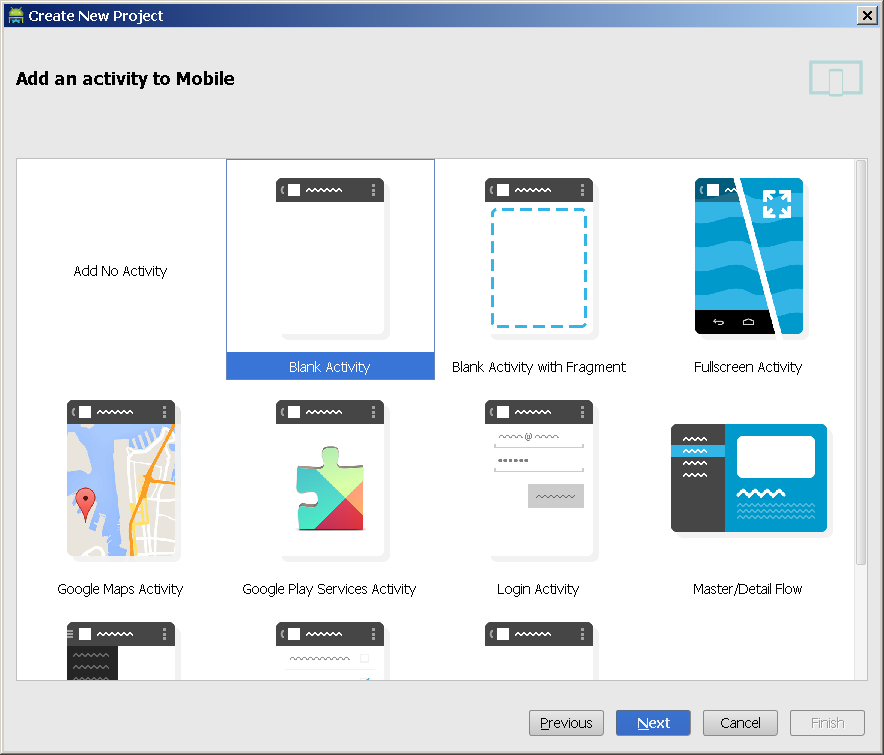 Create New Project
Add an activity to Mobile
Add No Activity
Blank Activity
Blank Activity with Fragment
Fullscreen Activity
Google Maps Activity
Google Play Services Activity
@
Login Activity
Master/Detail Flow
Previous
Next
Cancel
Finish